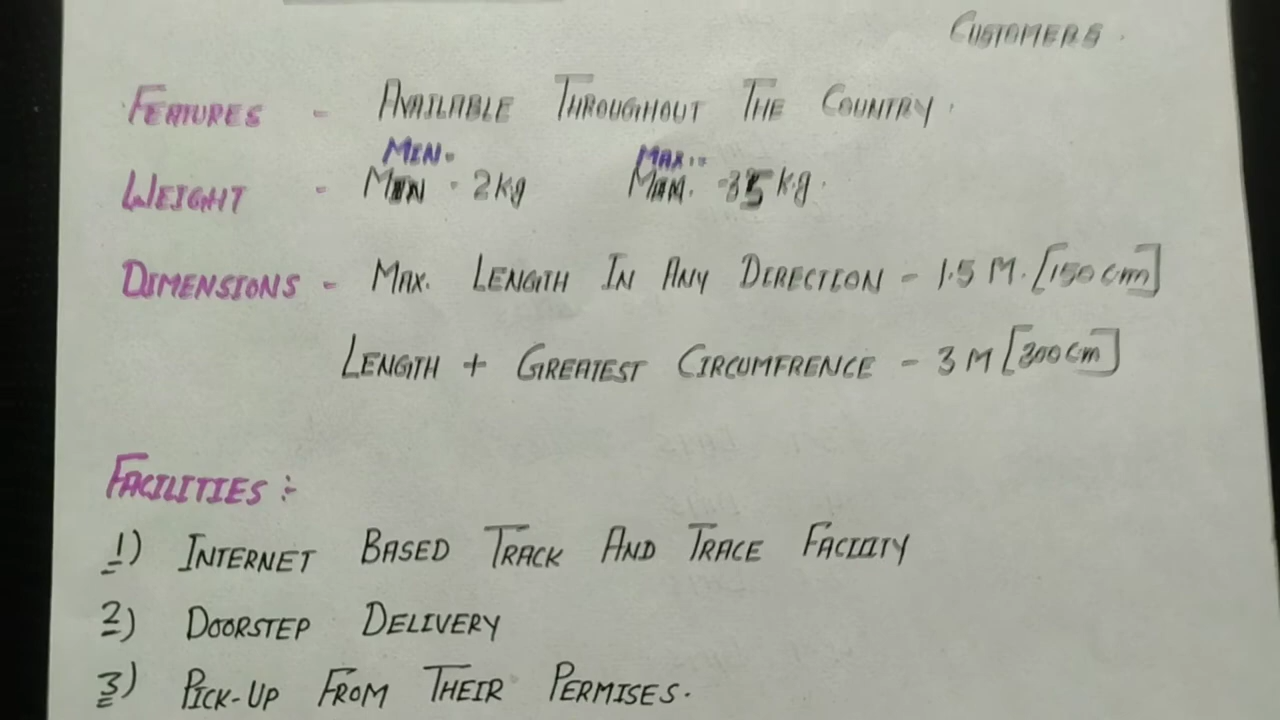 CUSTOMERS.
FEATURES - AVAILABLE THROUGHOUT THE COUNTRY.
MIN. MAX..
WEIGHT - MIN - 2 kg MAX. - 35 kg.
DIMENSIONS - MAX. LENGTH IN ANY DIRECTION - 1.5 M. [150 cm]
LENGTH + GREATEST CIRCUMFRENCE - 3 M [300 cm]
FACILITIES :-
1) INTERNET BASED TRACK AND TRACE FACILITY
2) DOORSTEP DELIVERY
3) PICK-UP FROM THEIR PERMISES.